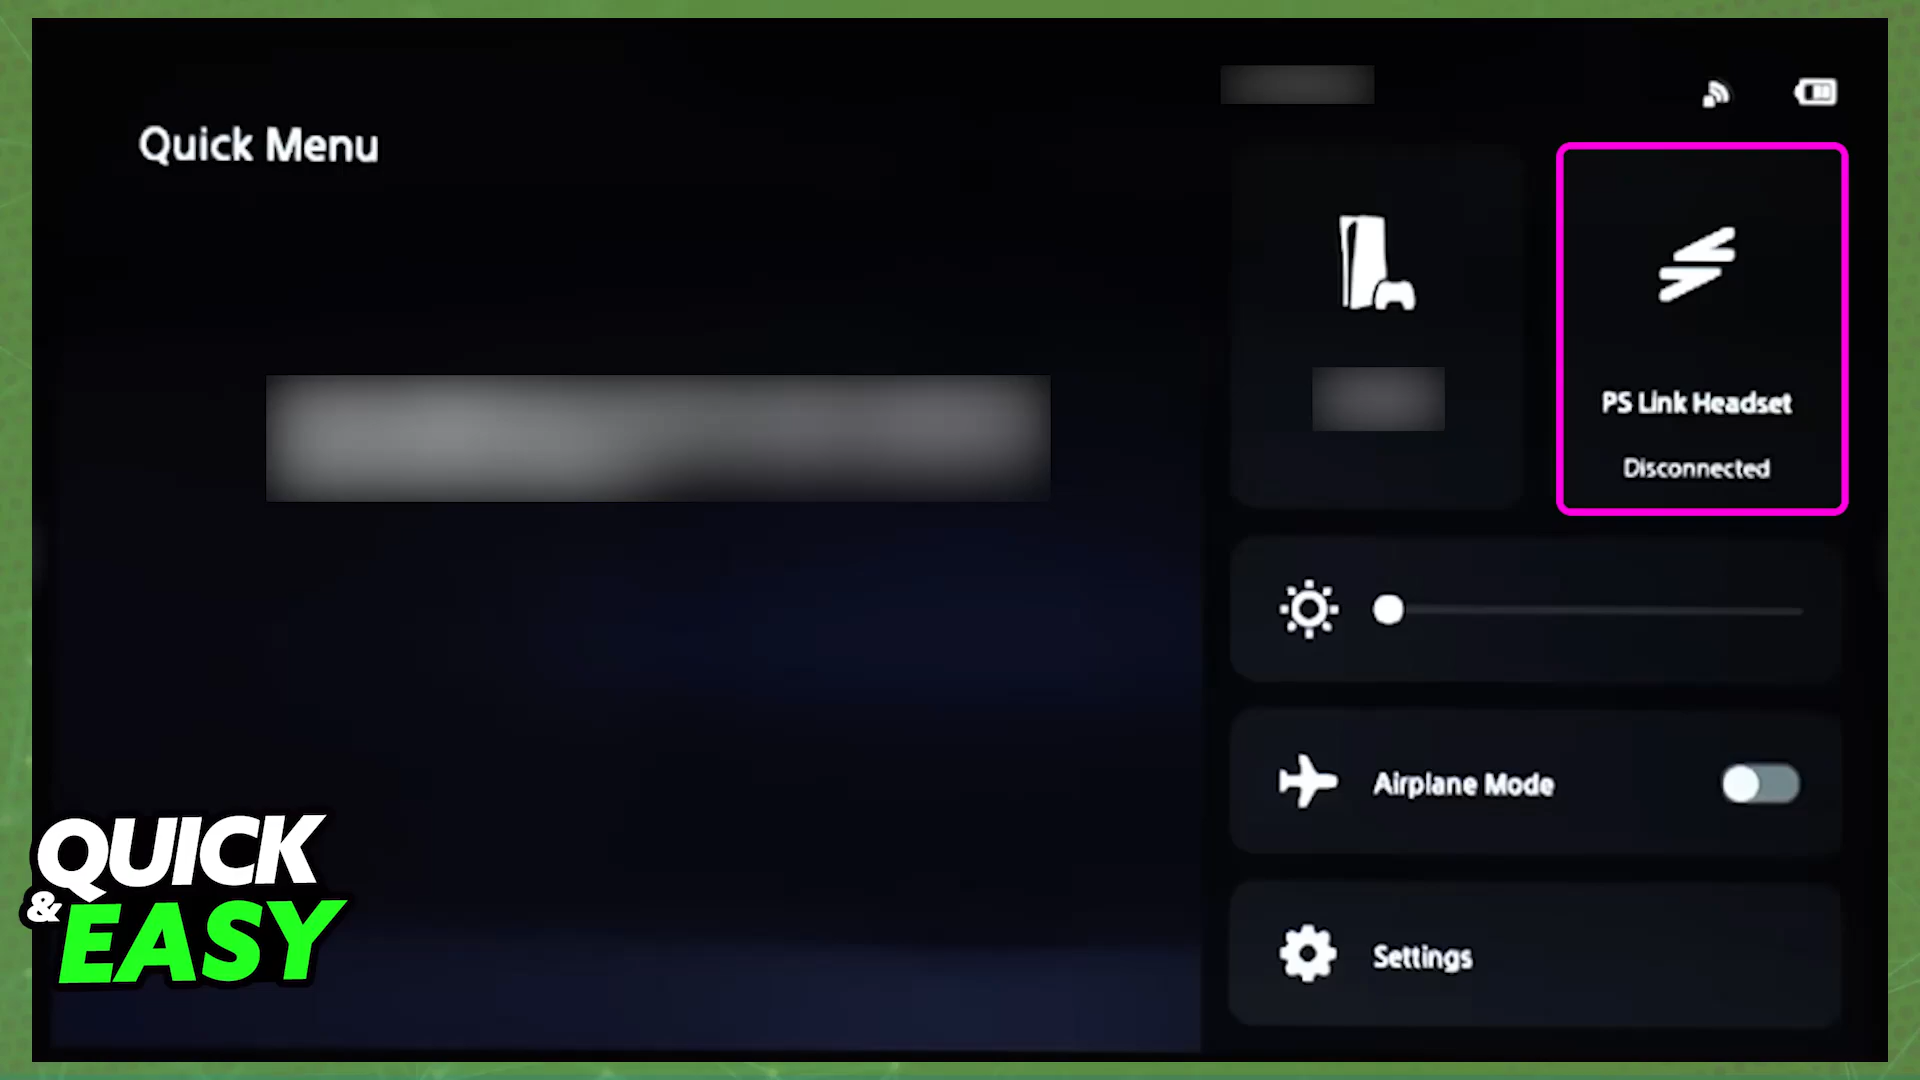 Quick Menu
PS Link Headset
Disconnected
Airplane Mode
Settings
QUICK
& EASY